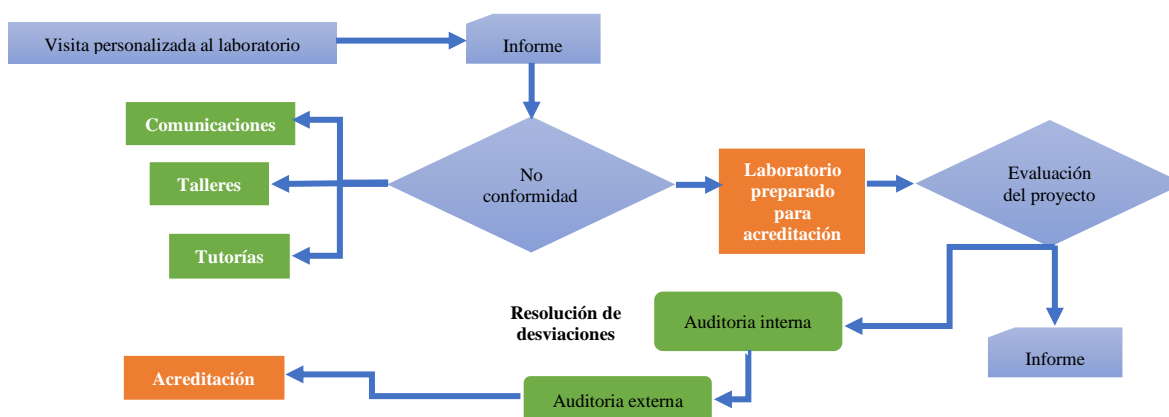 Visita personalizada al laboratorio
Informe
Comunicaciones
Talleres
Tutorías
No
conformidad
Laboratorio
preparado
para
acreditación
Evaluación
del proyecto
Resolución de
desviaciones
Auditoria interna
Informe
Acreditación
Auditoria externa